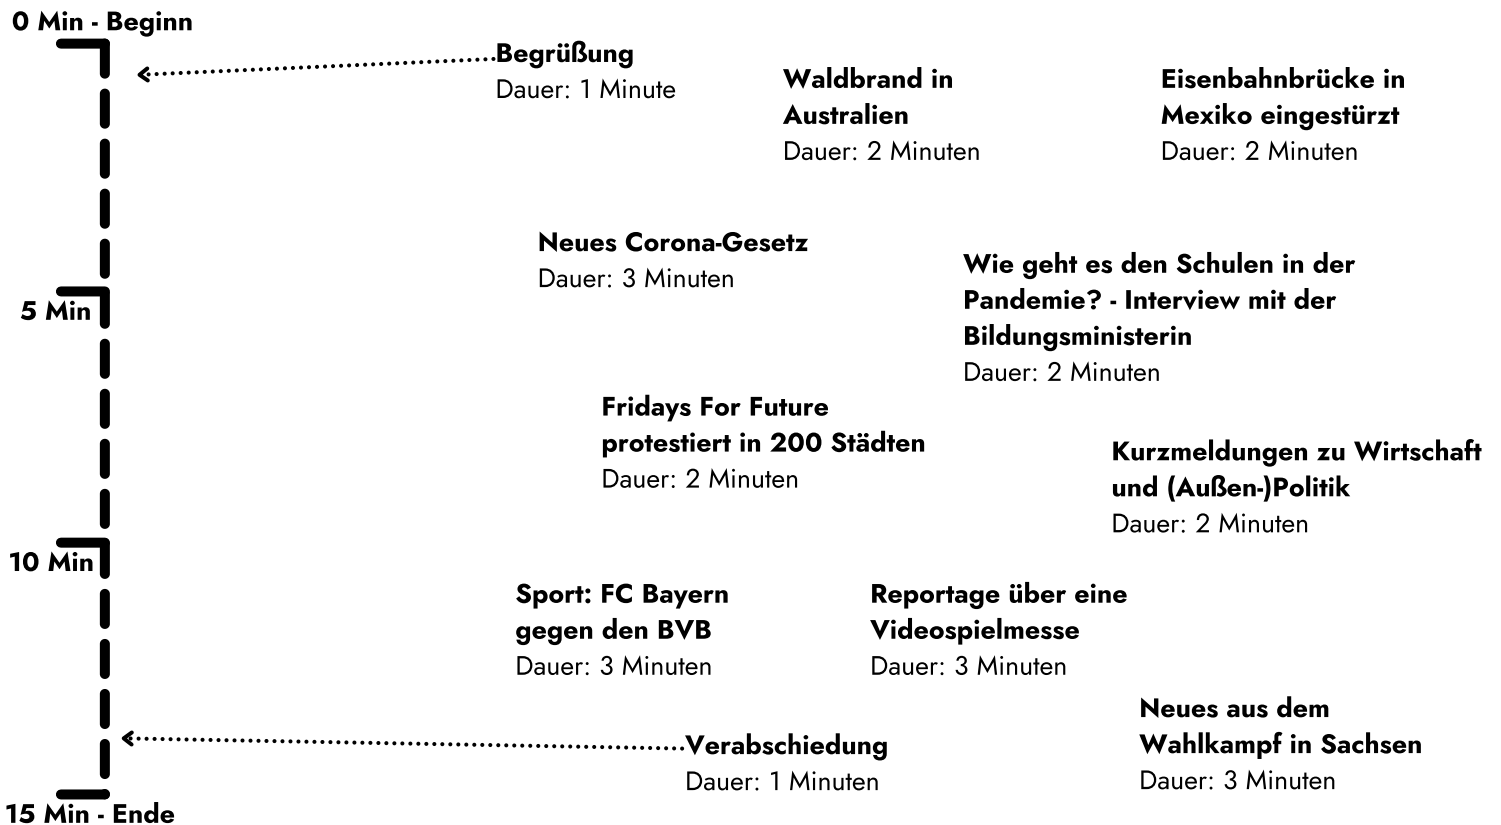 0 Min - Beginn
Begrüßung
Dauer: 1 Minute
Waldbrand in
Australien
Dauer: 2 Minuten
Eisenbahnbrücke in
Mexiko eingestürzt
Dauer: 2 Minuten
Neues Corona-Gesetz
Dauer: 3 Minuten
Wie geht es den Schulen in der
Pandemie? - Interview mit der
Bildungsministerin
Dauer: 2 Minuten
5 Min
Fridays For Future
protestiert in 200 Städten
Dauer: 2 Minuten
Kurzmeldungen zu Wirtschaft
und (Außen-)Politik
Dauer: 2 Minuten
10 Min
Sport: FC Bayern
gegen den BVB
Dauer: 3 Minuten
Reportage über eine
Videospielmesse
Dauer: 3 Minuten
Neues aus dem
Wahlkampf in Sachsen
Dauer: 3 Minuten
Verabschiedung
Dauer: 1 Minuten
15 Min - Ende